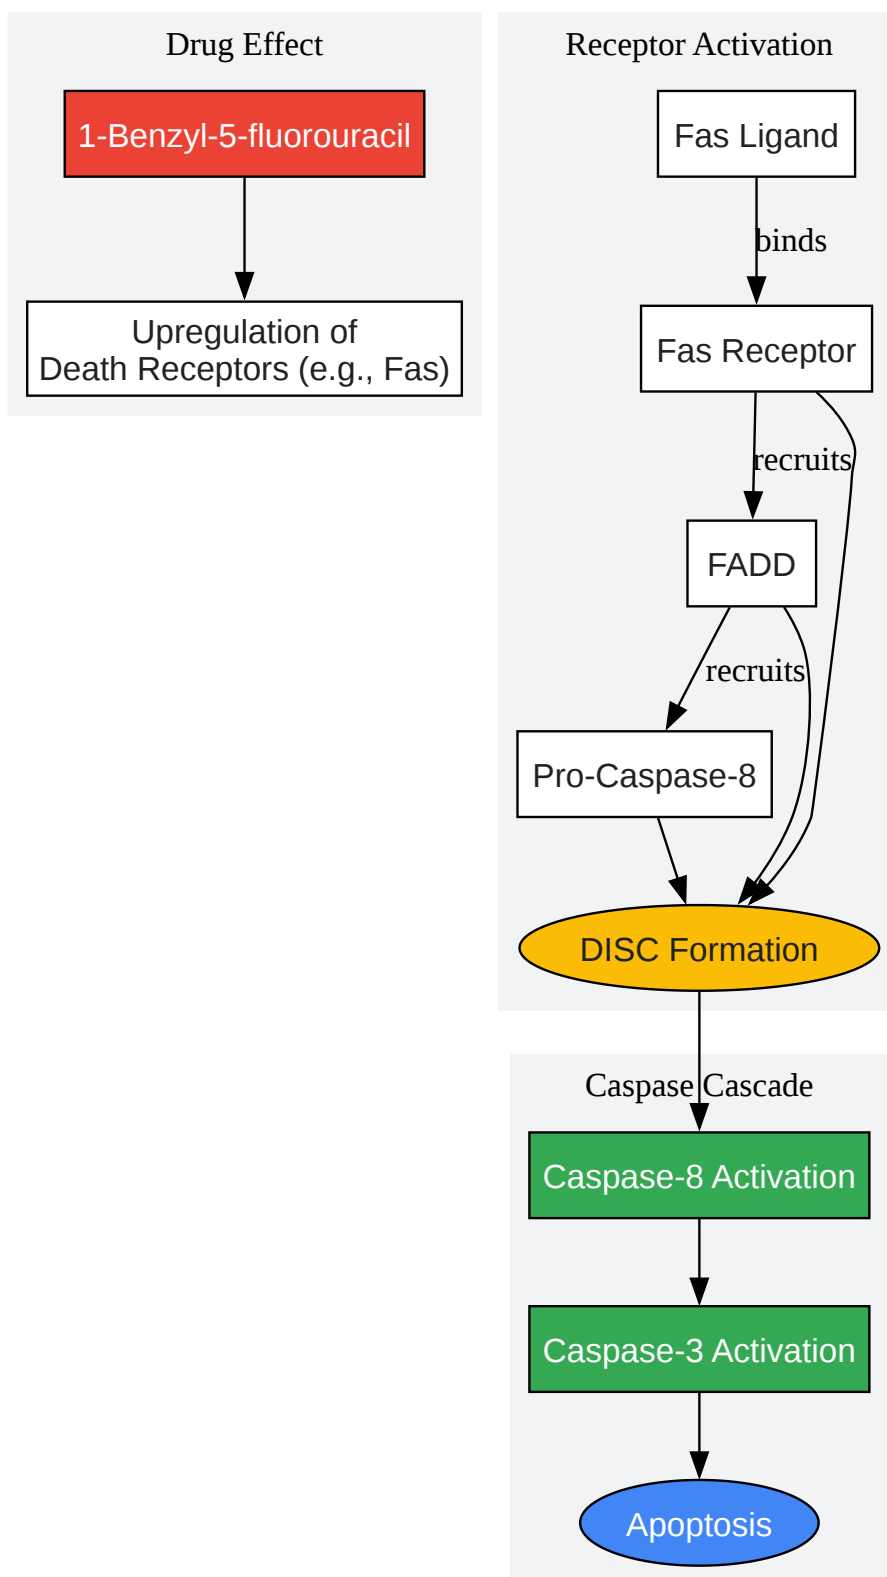 Drug Effect
1-Benzyl-5-fluorouracil
Upregulation of
Death Receptors (e.g., Fas)
Receptor Activation
Fas Ligand
binds
Fas Receptor
recruits
FADD
recruits
Pro-Caspase-8
DISC Formation
Caspase Cascade
Caspase-8 Activation
Caspase-3 Activation
Apoptosis